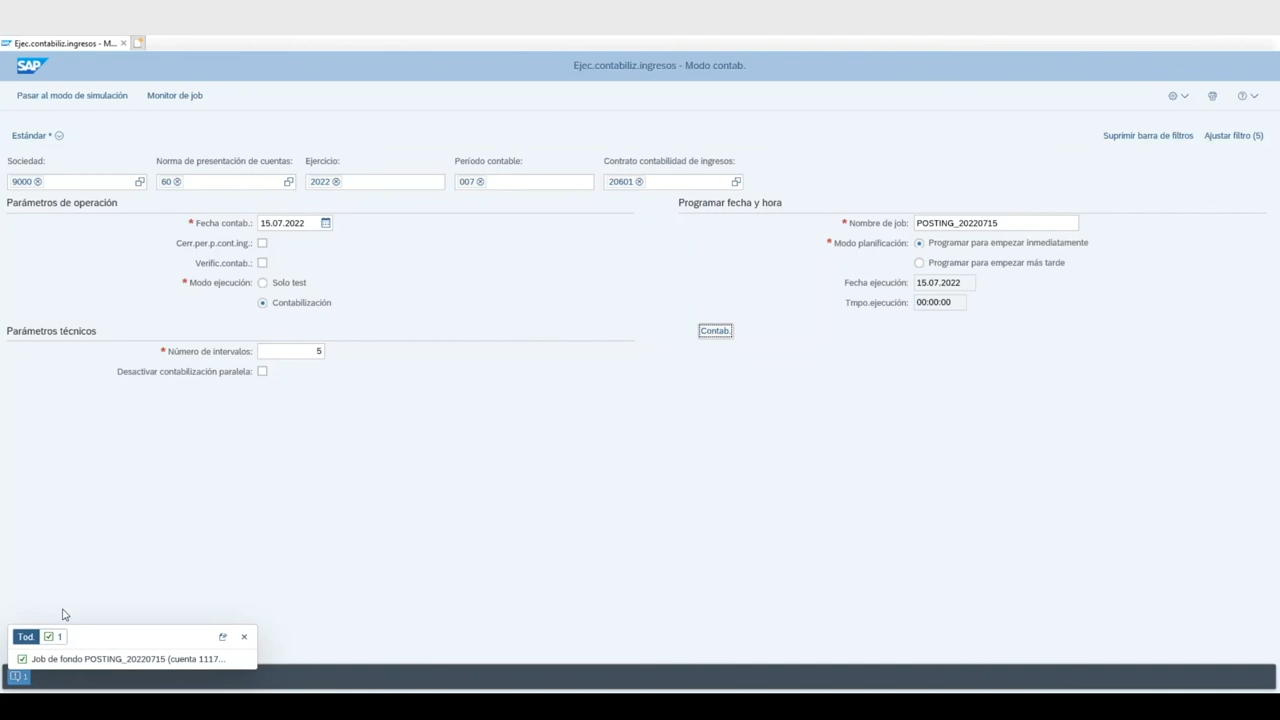 Ejec.contabiliz.ingresos - M...
SAP
Ejec.contabiliz.ingresos - Modo contab.
Pasar al modo de simulación
Monitor de job
Estándar *
Suprimir barra de filtros
Ajustar filtro (5)
Sociedad:
Norma de presentación de cuentas:
Ejercicio:
Período contable:
Contrato contabilidad de ingresos:
9000
60
2022
007
20601
Parámetros de operación
* Fecha contab.: 15.07.2022
Cerr.per.p.cont.ing.:
Verific.contab.:
* Modo ejecución: Solo test
Contabilización
Parámetros técnicos
* Número de intervalos: 5
Desactivar contabilización paralela:
Programar fecha y hora
* Nombre de job: POSTING_20220715
* Modo planificación: Programar para empezar inmediatamente
Programar para empezar más tarde
Fecha ejecución: 15.07.2022
Tmpo.ejecución: 00:00:00
Contab.
Tod. 1
Job de fondo POSTING_20220715 (cuenta 1117...
1